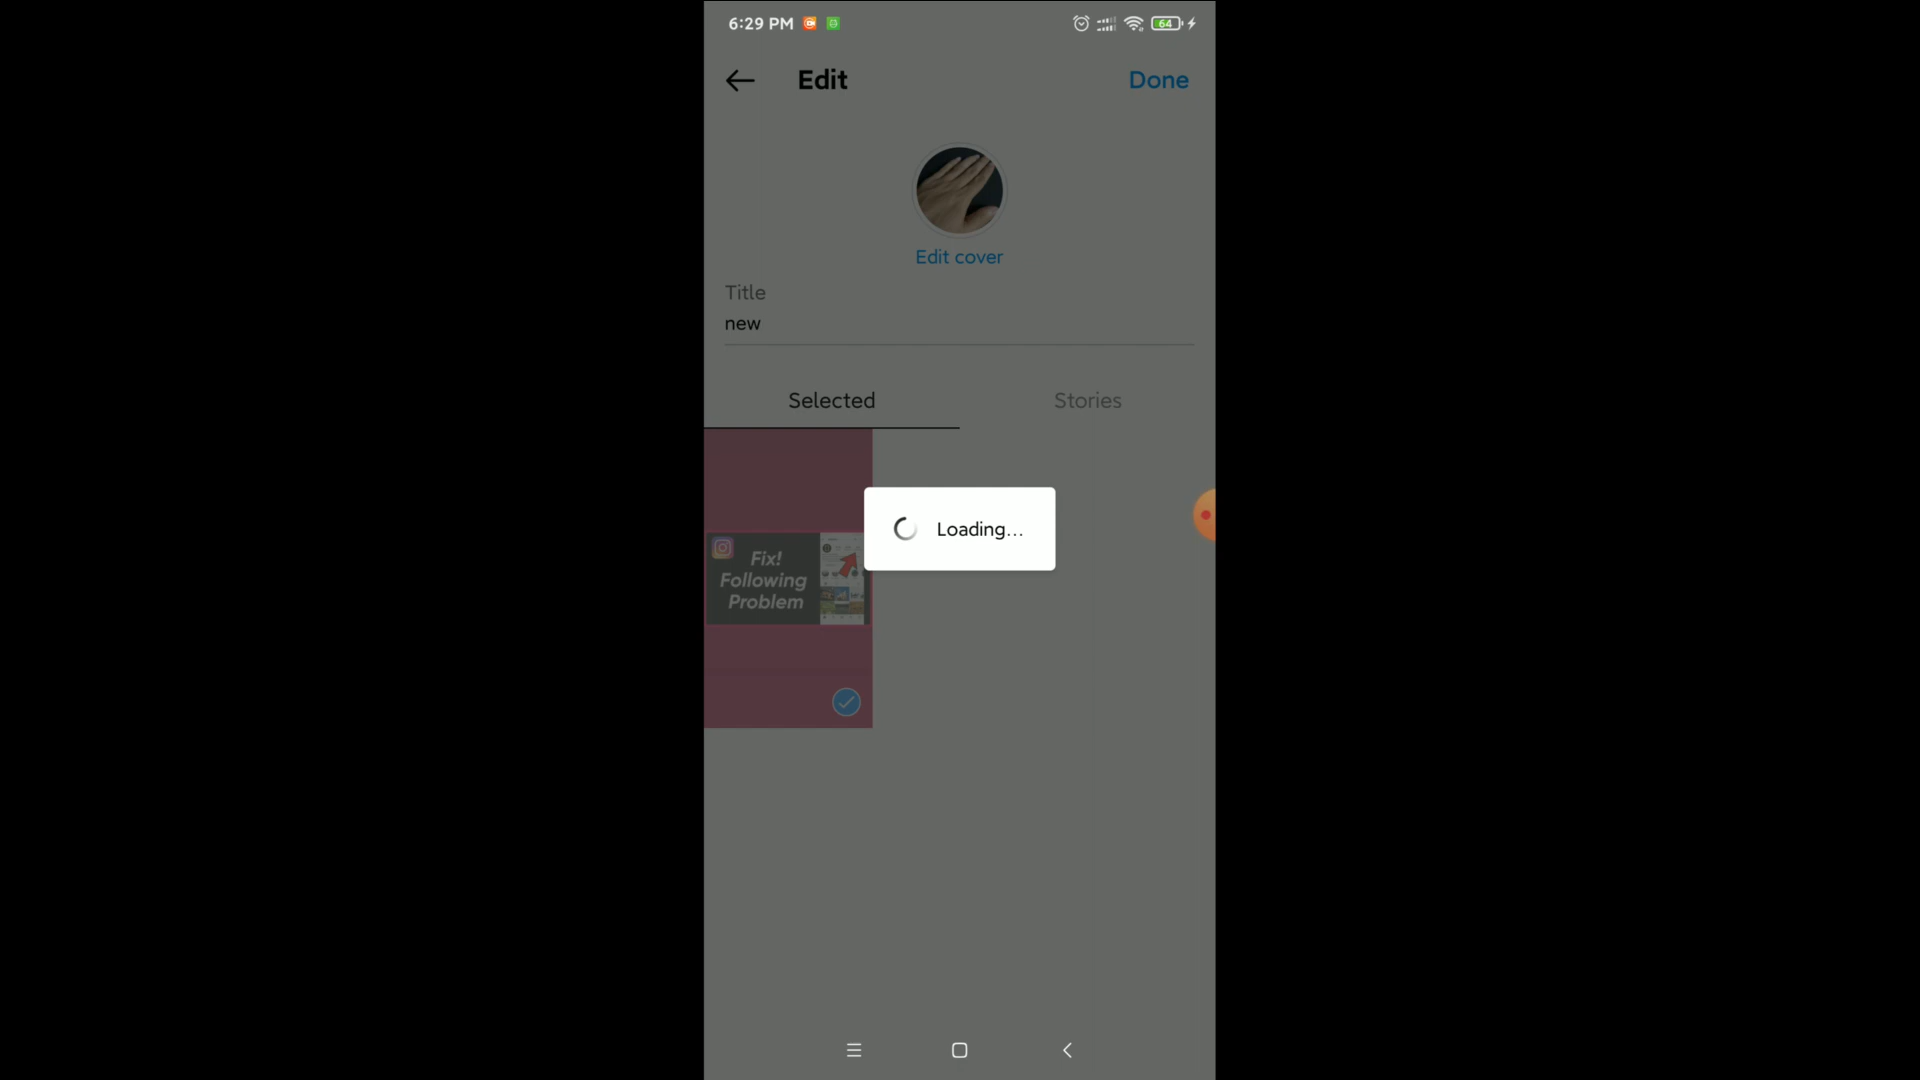 6:29 PM
64
Edit
Done
Edit cover
Title
new
Selected
Stories
Loading...
Fix!
Following
Problem